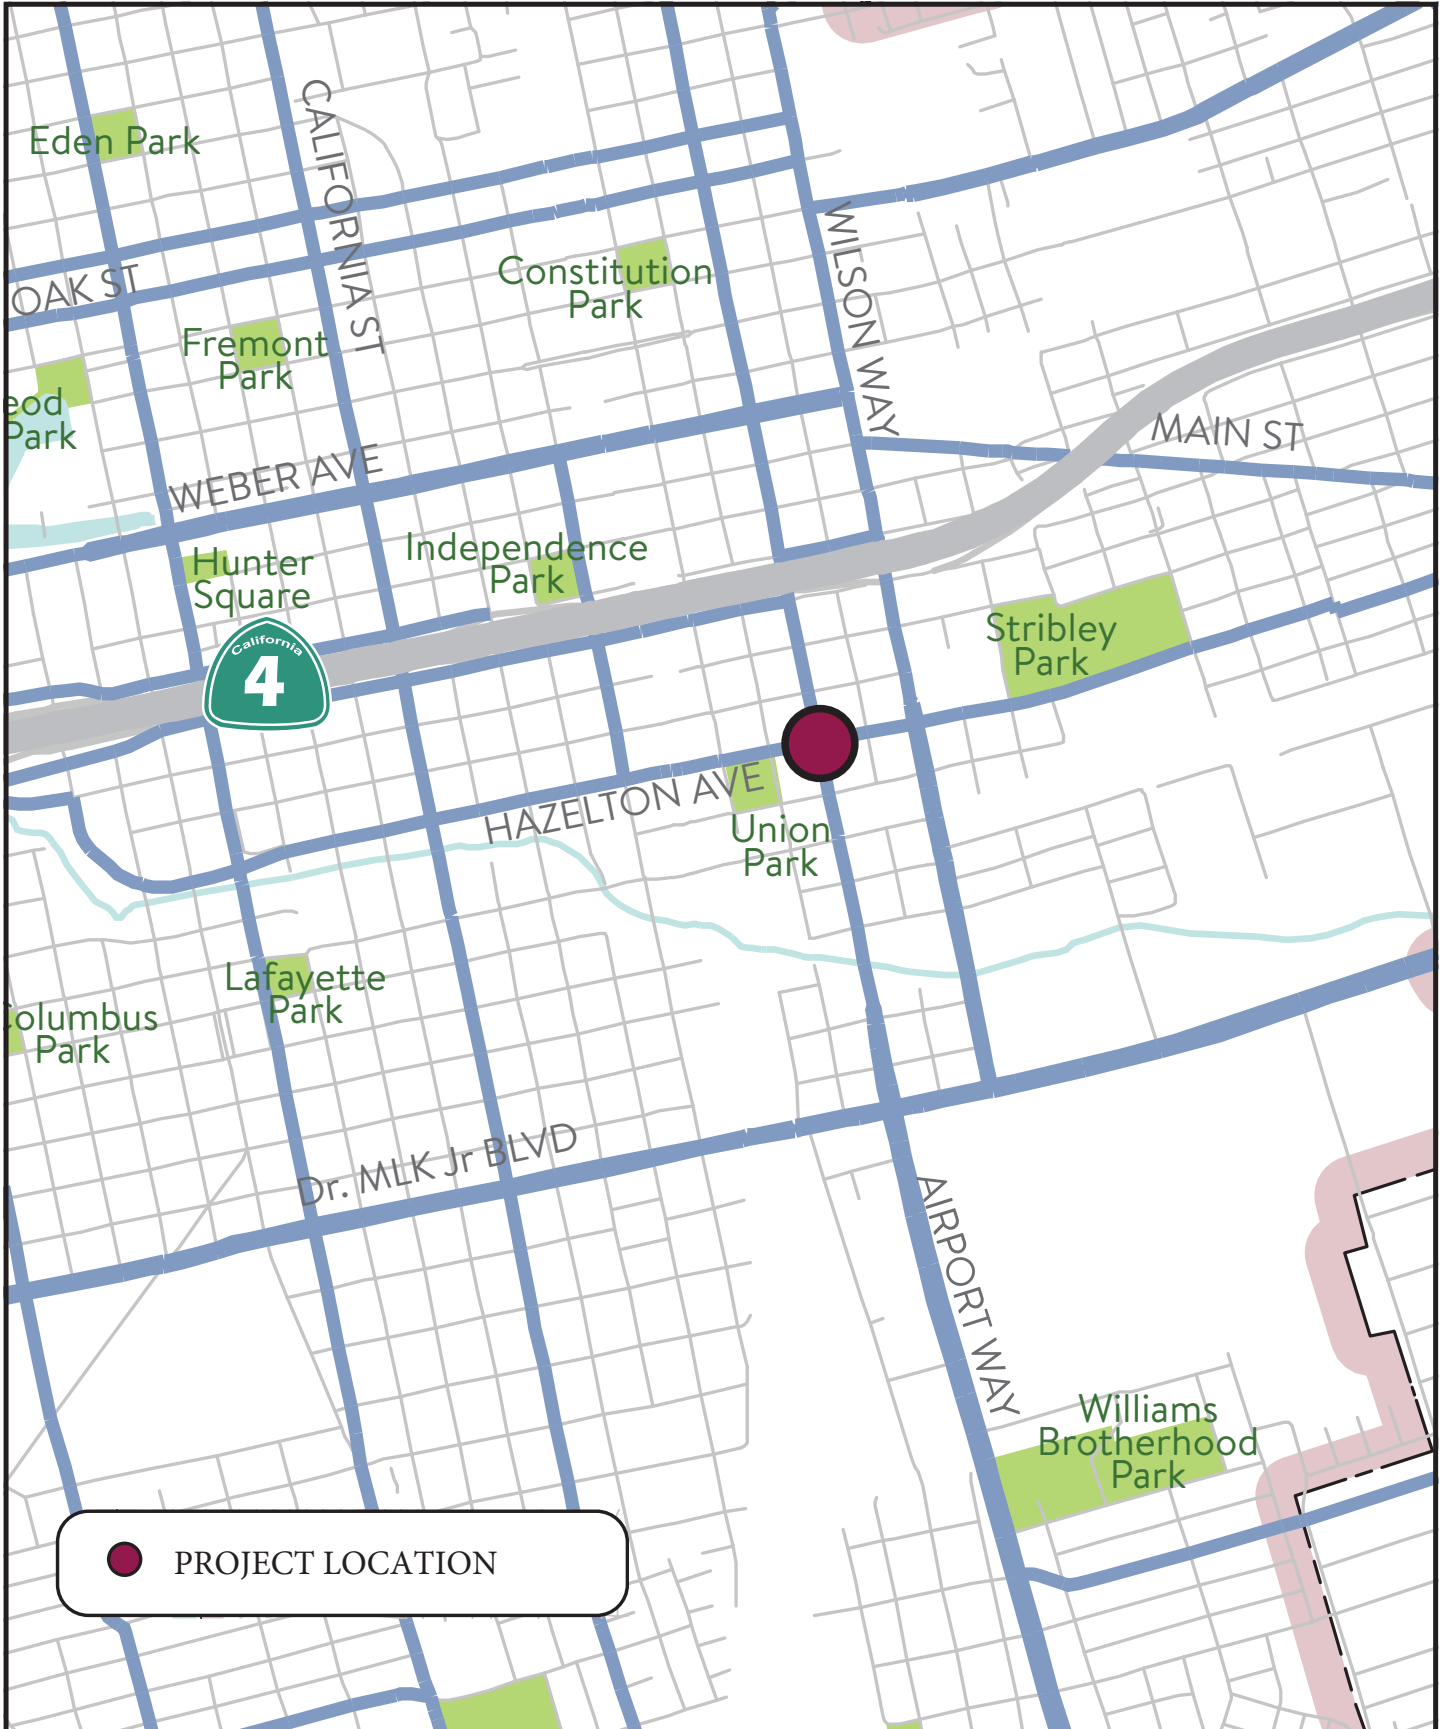 CALIFORNIA ST
Eden Park
WILSON WAY
Constitution
Park
OAK ST
Fremont
Park
eod
Park
MAIN ST
WEBER AVE
Independence
Park
Hunter
Square
California
4
Stribley
Park
HAZELTON AVE
Union
Park
Lafayette
Park
Columbus
Park
Dr. MLK Jr BLVD
AIRPORT WAY
Williams
Brotherhood
Park
PROJECT LOCATION